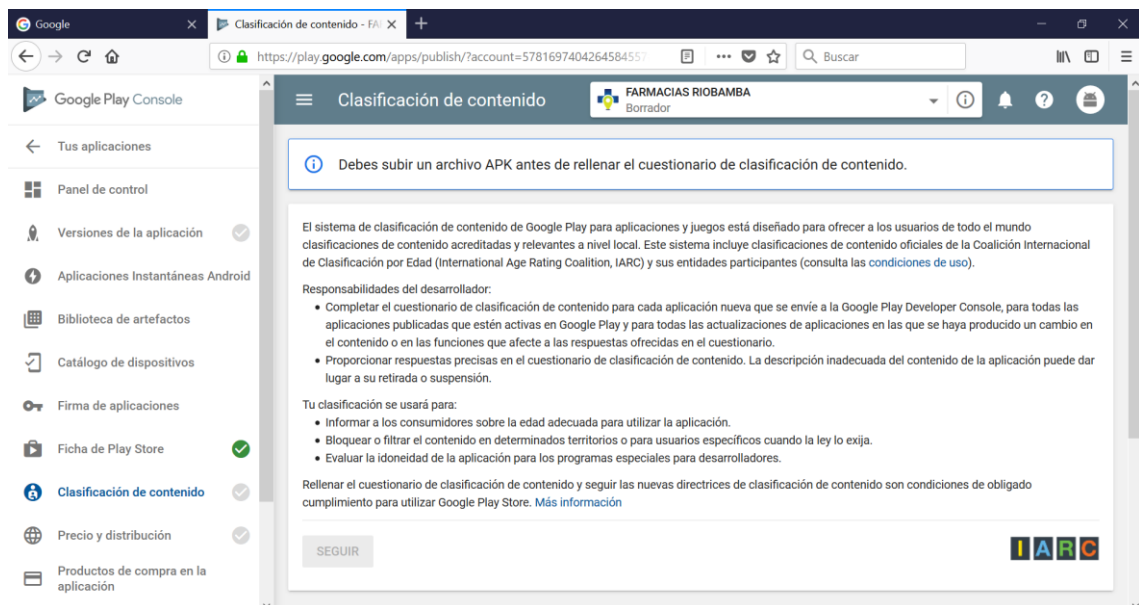 Google
Clasificación de contenido - FA
https://play.google.com/apps/publish/?account=5781697404264584557
Buscar
Google Play Console
Clasificación de contenido
FARMACIAS RIOBAMBA
Borrador
Tus aplicaciones
Panel de control
Versiones de la aplicación
Aplicaciones Instantáneas Android
Biblioteca de artefactos
Catálogo de dispositivos
Firma de aplicaciones
Ficha de Play Store
Clasificación de contenido
Precio y distribución
Productos de compra en la
aplicación
Debes subir un archivo APK antes de rellenar el cuestionario de clasificación de contenido.
El sistema de clasificación de contenido de Google Play para aplicaciones y juegos está diseñado para ofrecer a los usuarios de todo el mundo
clasificaciones de contenido acreditadas y relevantes a nivel local. Este sistema incluye clasificaciones de contenido oficiales de la Coalición Internacional
de Clasificación por Edad (International Age Rating Coalition, IARC) y sus entidades participantes (consulta las condiciones de uso).
Responsabilidades del desarrollador:
• Completar el cuestionario de clasificación de contenido para cada aplicación nueva que se envíe a la Google Play Developer Console, para todas las
aplicaciones publicadas que estén activas en Google Play y para todas las actualizaciones de aplicaciones en las que se haya producido un cambio en
el contenido o en las funciones que afecte a las respuestas ofrecidas en el cuestionario.
• Proporcionar respuestas precisas en el cuestionario de clasificación de contenido. La descripción inadecuada del contenido de la aplicación puede dar
lugar a su retirada o suspensión.
Tu clasificación se usará para:
• Informar a los consumidores sobre la edad adecuada para utilizar la aplicación.
• Bloquear o filtrar el contenido en determinados territorios o para usuarios específicos cuando la ley lo exija.
• Evaluar la idoneidad de la aplicación para los programas especiales para desarrolladores.
Rellenar el cuestionario de clasificación de contenido y seguir las nuevas directrices de clasificación de contenido son condiciones de obligado
cumplimiento para utilizar Google Play Store. Más información
SEGUIR
IARC